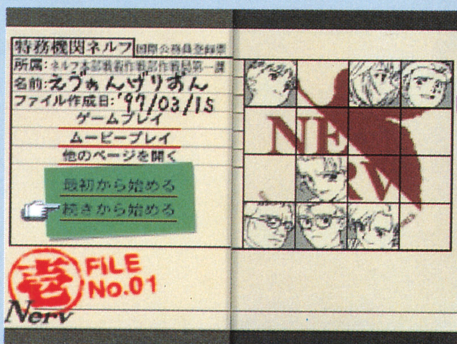 特務機関ネルフ 国際公務員登録票
所属:ネルフ本部戦術作戦部作戦局第一課
名前:えヴぁんげりおん
ファイル作成日:'97/03/15
ゲームプレイ
ムービープレイ
他のページを開く
最初から始める
続きから始める
壱 FILE
No.01
Nerv
NERV